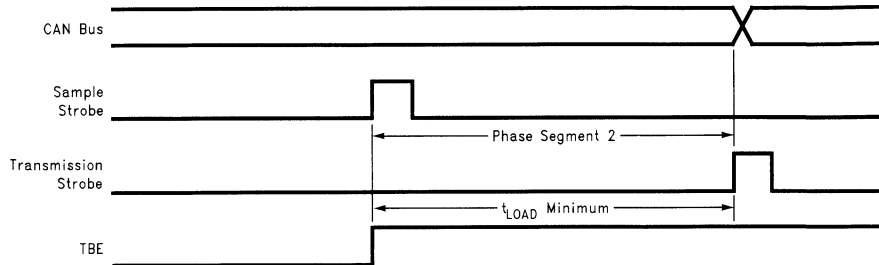 CAN Bus
Sample
Strobe
Phase Segment 2
Transmission
Strobe
tLOAD Minimum
TBE